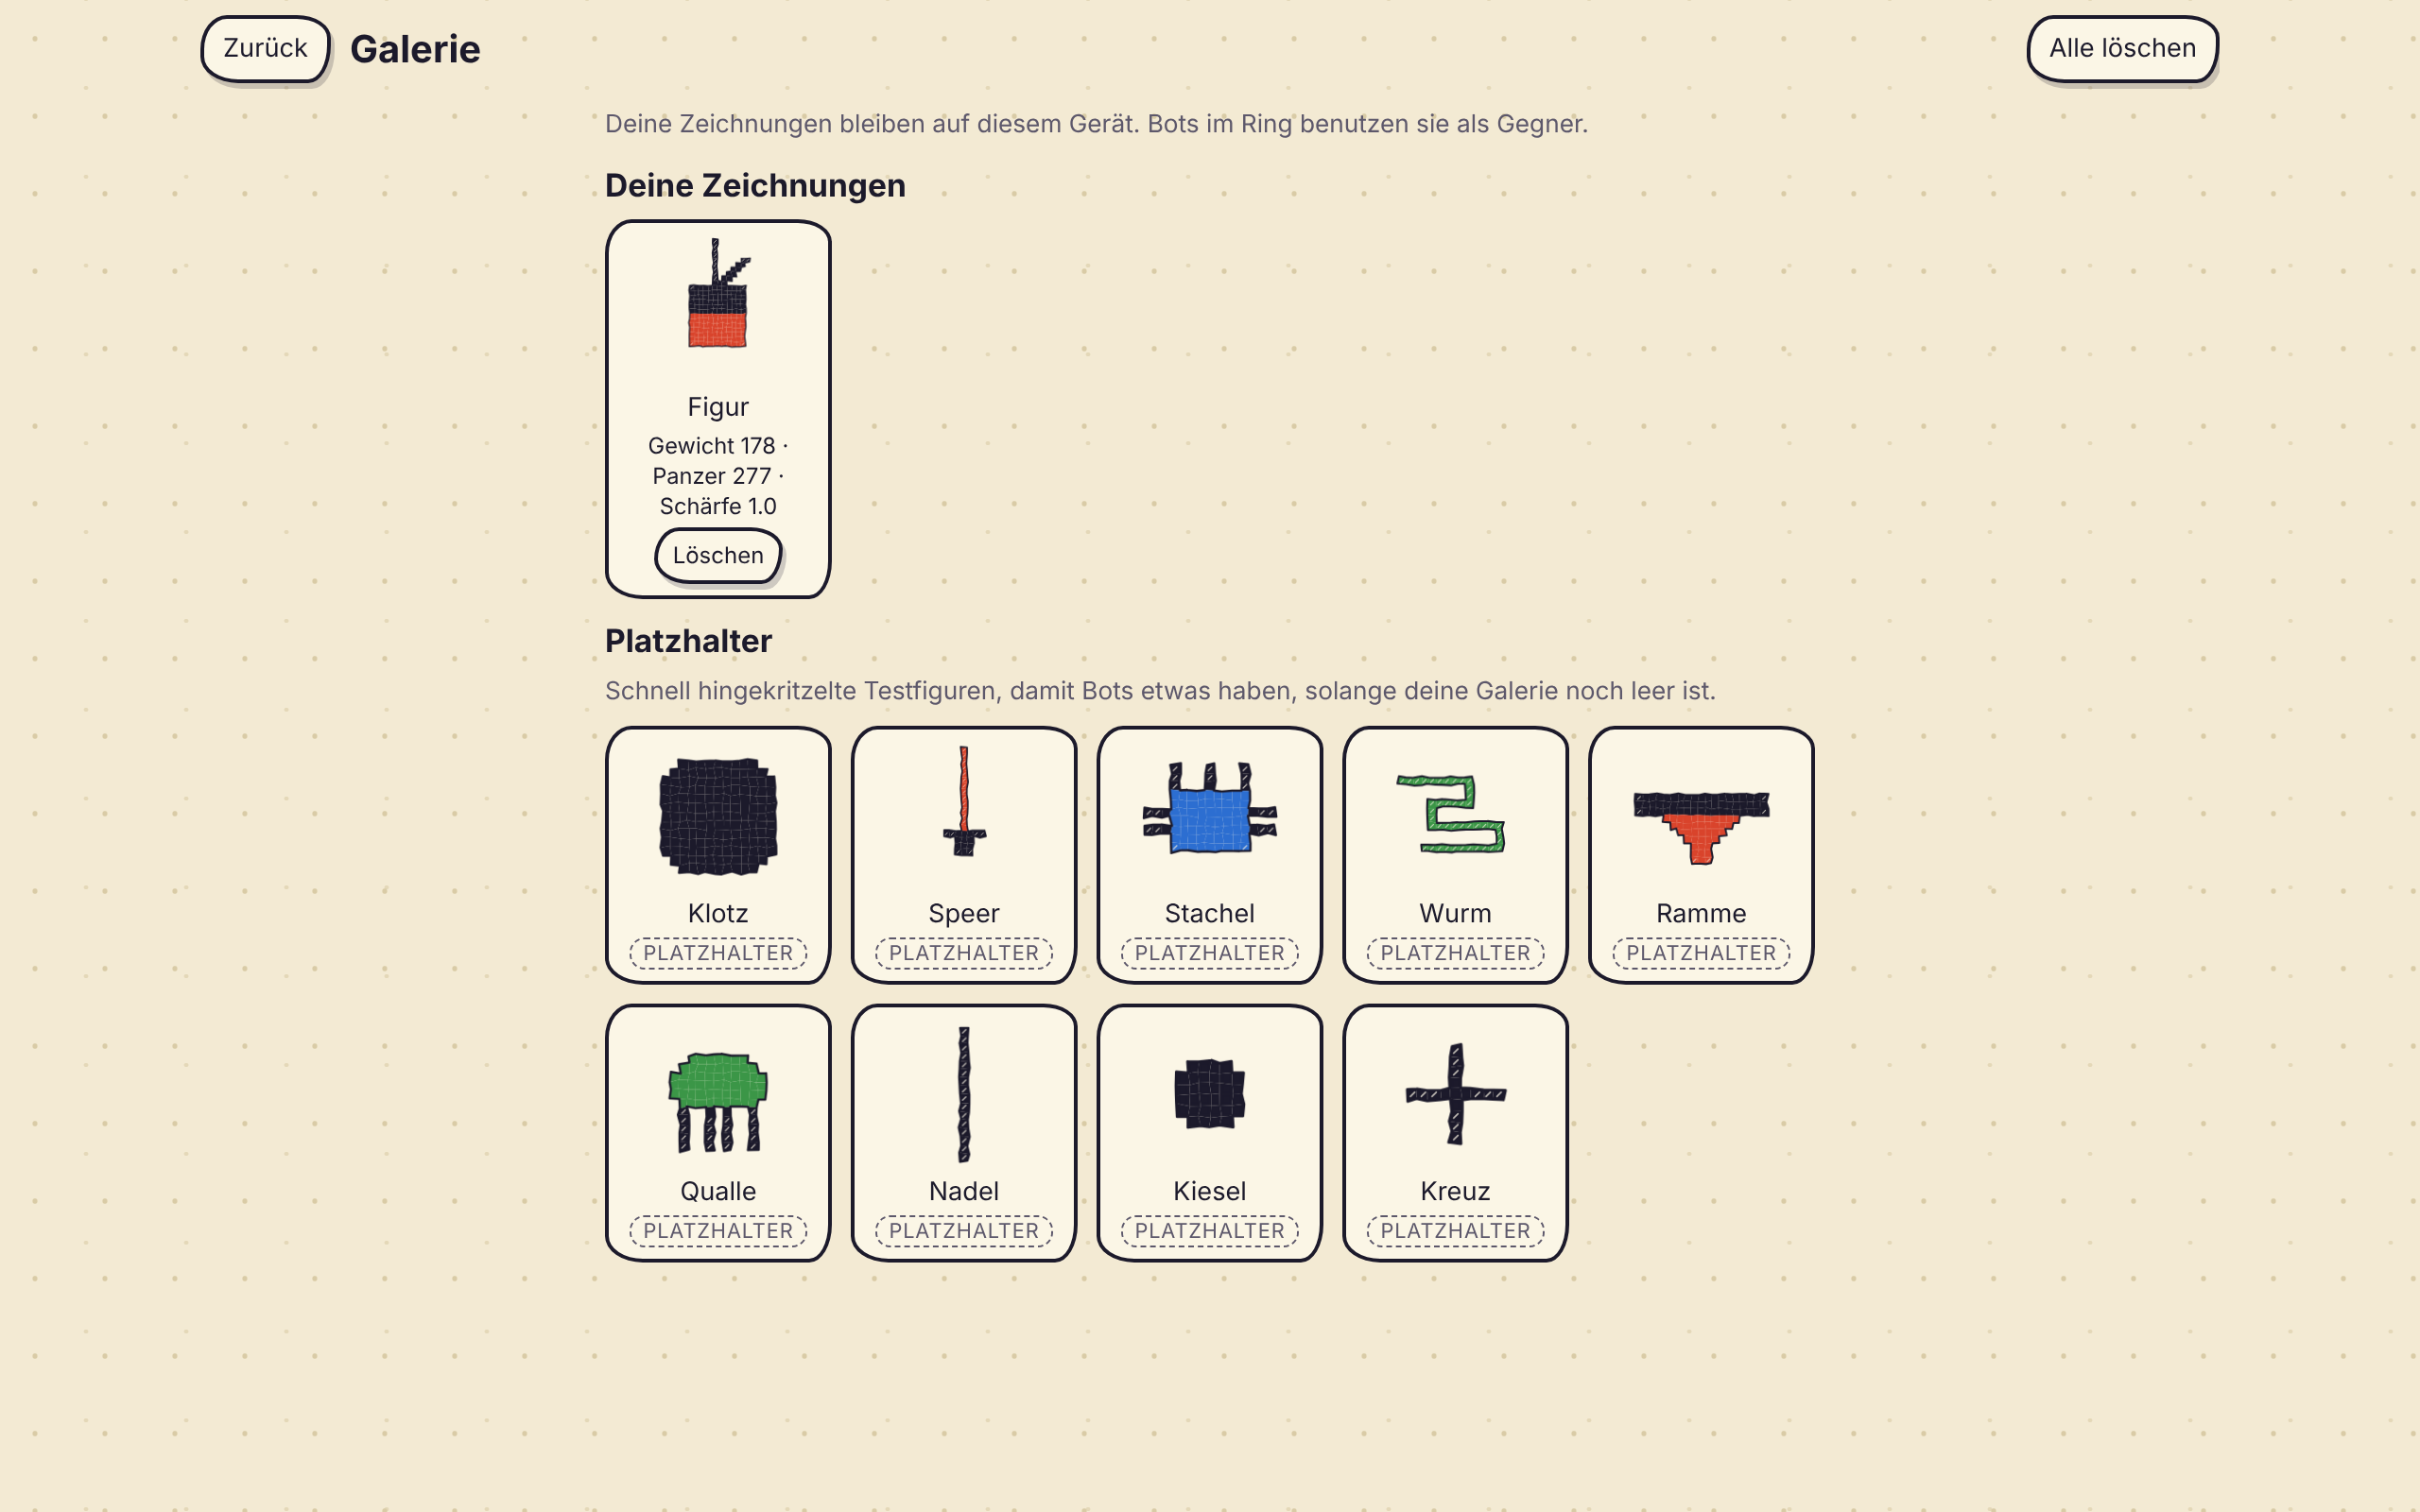 Zurück
Galerie
Alle löschen
Deine Zeichnungen bleiben auf diesem Gerät. Bots im Ring benutzen sie als Gegner.
Deine Zeichnungen
Figur
Gewicht 178 ·
Panzer 277 ·
Schärfe 1.0
Löschen
Platzhalter
Schnell hingekritzelte Testfiguren, damit Bots etwas haben, solange deine Galerie noch leer ist.
Klotz
PLATZHALTER
Speer
PLATZHALTER
Stachel
PLATZHALTER
Wurm
PLATZHALTER
Ramme
PLATZHALTER
Qualle
PLATZHALTER
Nadel
PLATZHALTER
Kiesel
PLATZHALTER
Kreuz
PLATZHALTER